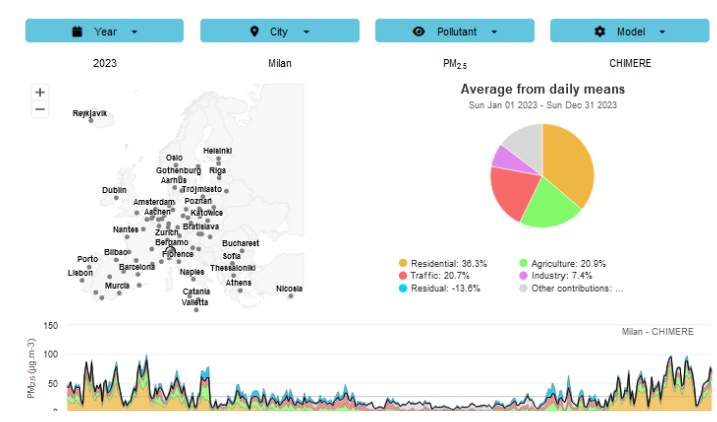 Year City Pollutant Model
2023 Milan PM2.5 CHIMERE
+
−
Average from daily means
Sun Jan 01 2023 - Sun Dec 31 2023
Reykjavik
Helsinki
Oslo
Gothenburg Riga
Aarhus
Trójmiasto
Dublin
Amsterdam Poznań
Aachen Katowice
Nantes Zurich Bratislava
Bergamo
Bucharest
Bilbao Florence Sofia
Porto
Barcelona Thessaloniki
Lisbon Naples
Murcia Athens
Catania Nicosia
Valletta
Residential: 36.3% Agriculture: 20.9%
Traffic: 20.7% Industry: 7.4%
Residual: -13.6% Other contributions: ...
Milan - CHIMERE
PM2.5 (µg.m-3)
150
100
50
0